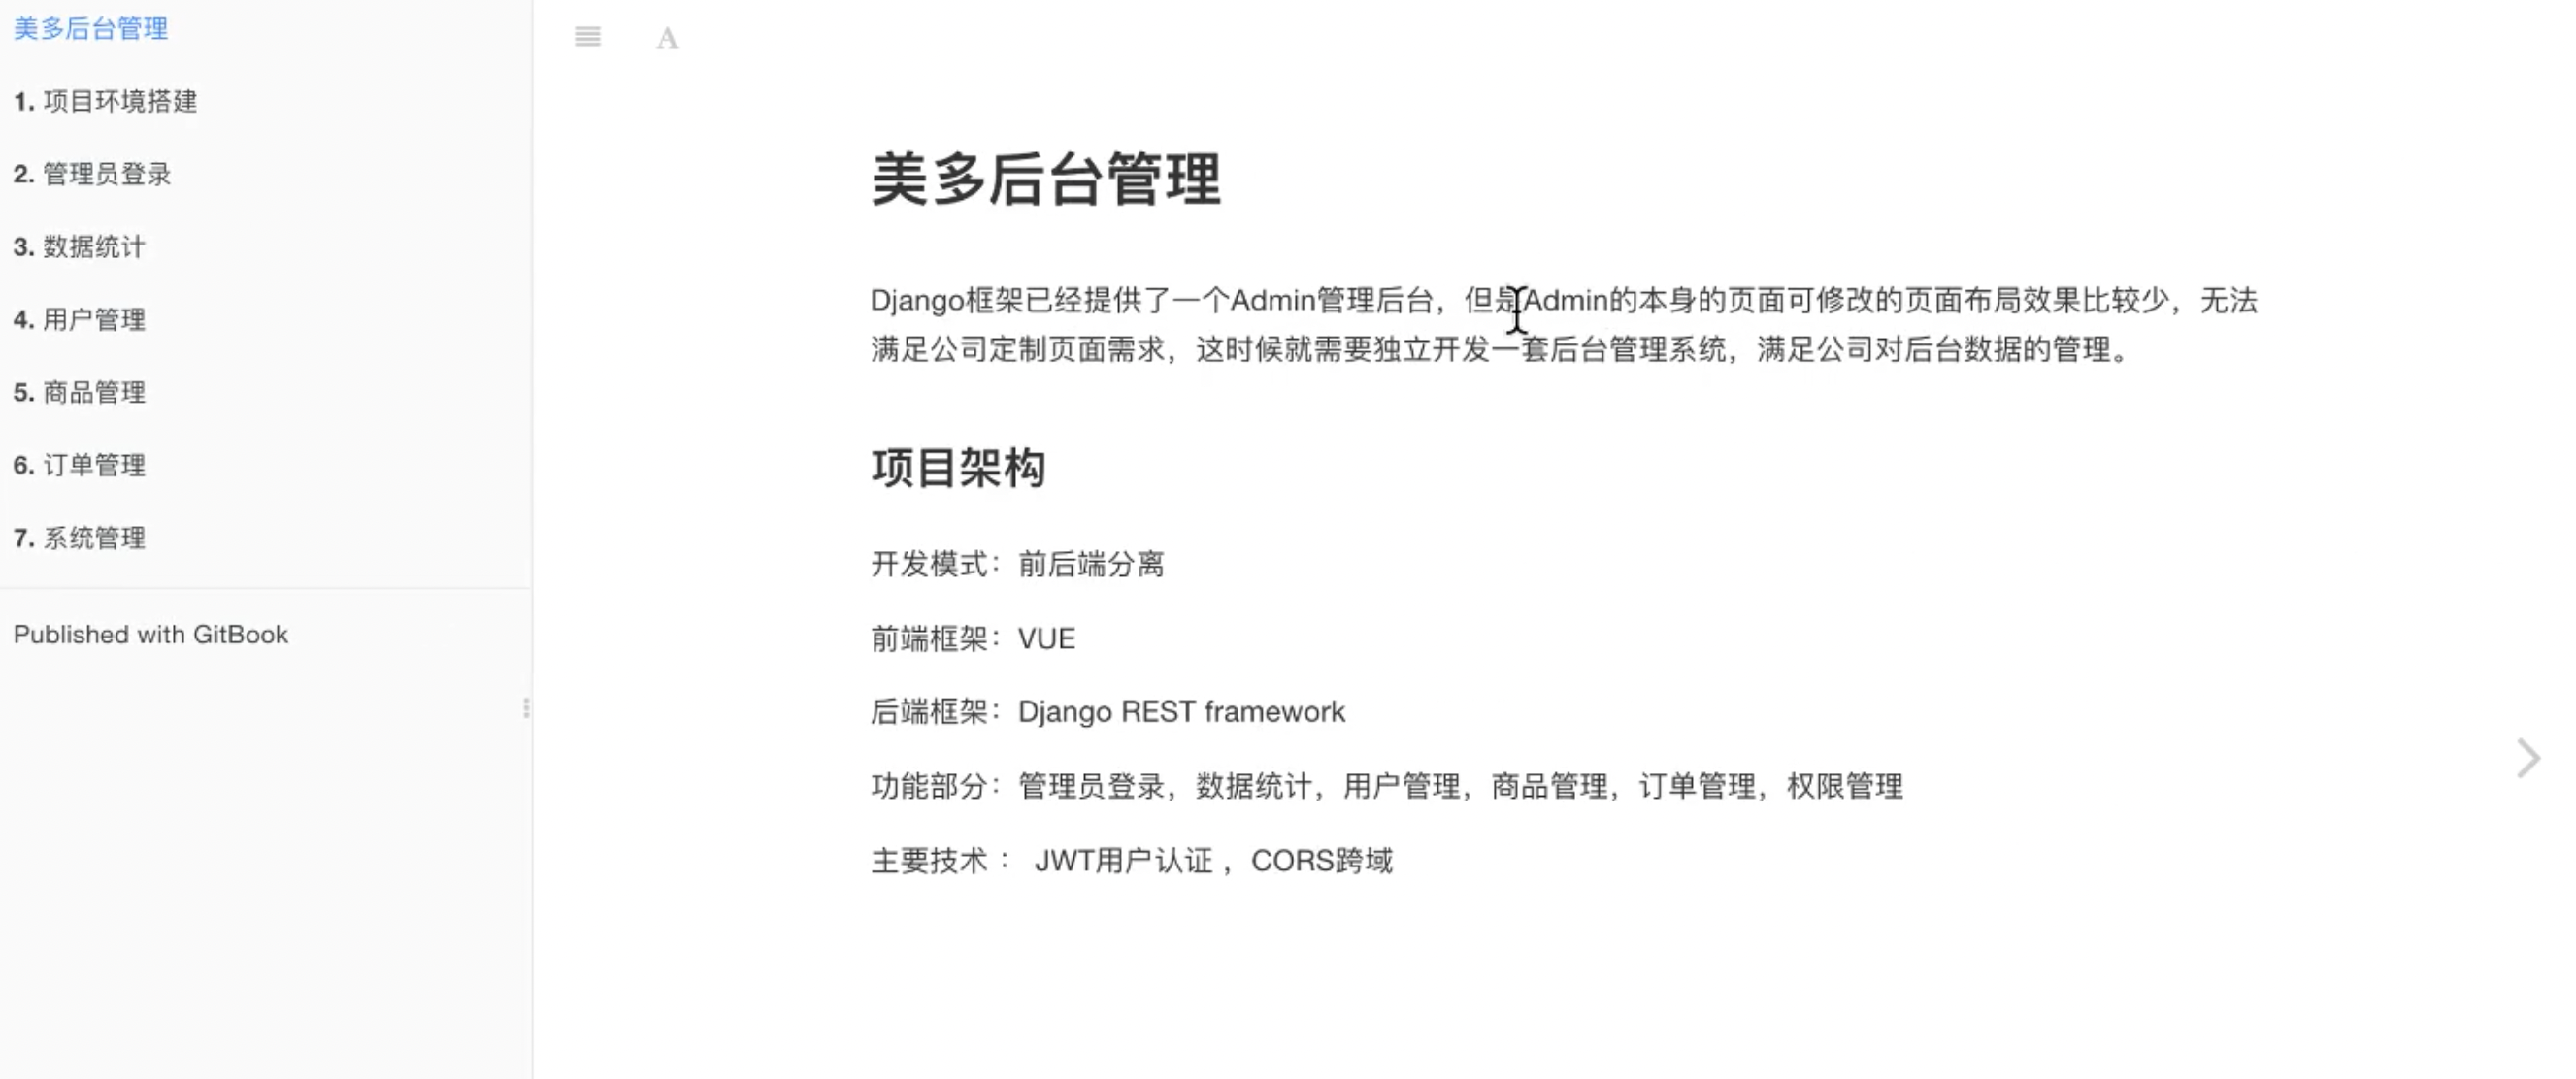 美多后台管理
1. 项目环境搭建
2. 管理员登录
3. 数据统计
4. 用户管理
5. 商品管理
6. 订单管理
7. 系统管理
Published with GitBook
A
美多后台管理
Django框架已经提供了一个Admin管理后台，但是Admin的本身的页面可修改的页面布局效果比较少，无法
满足公司定制页面需求，这时候就需要独立开发一套后台管理系统，满足公司对后台数据的管理。
项目架构
开发模式：前后端分离
前端框架：VUE
后端框架：Django REST framework
功能部分：管理员登录，数据统计，用户管理，商品管理，订单管理，权限管理
主要技术 ： JWT用户认证 ，CORS跨域